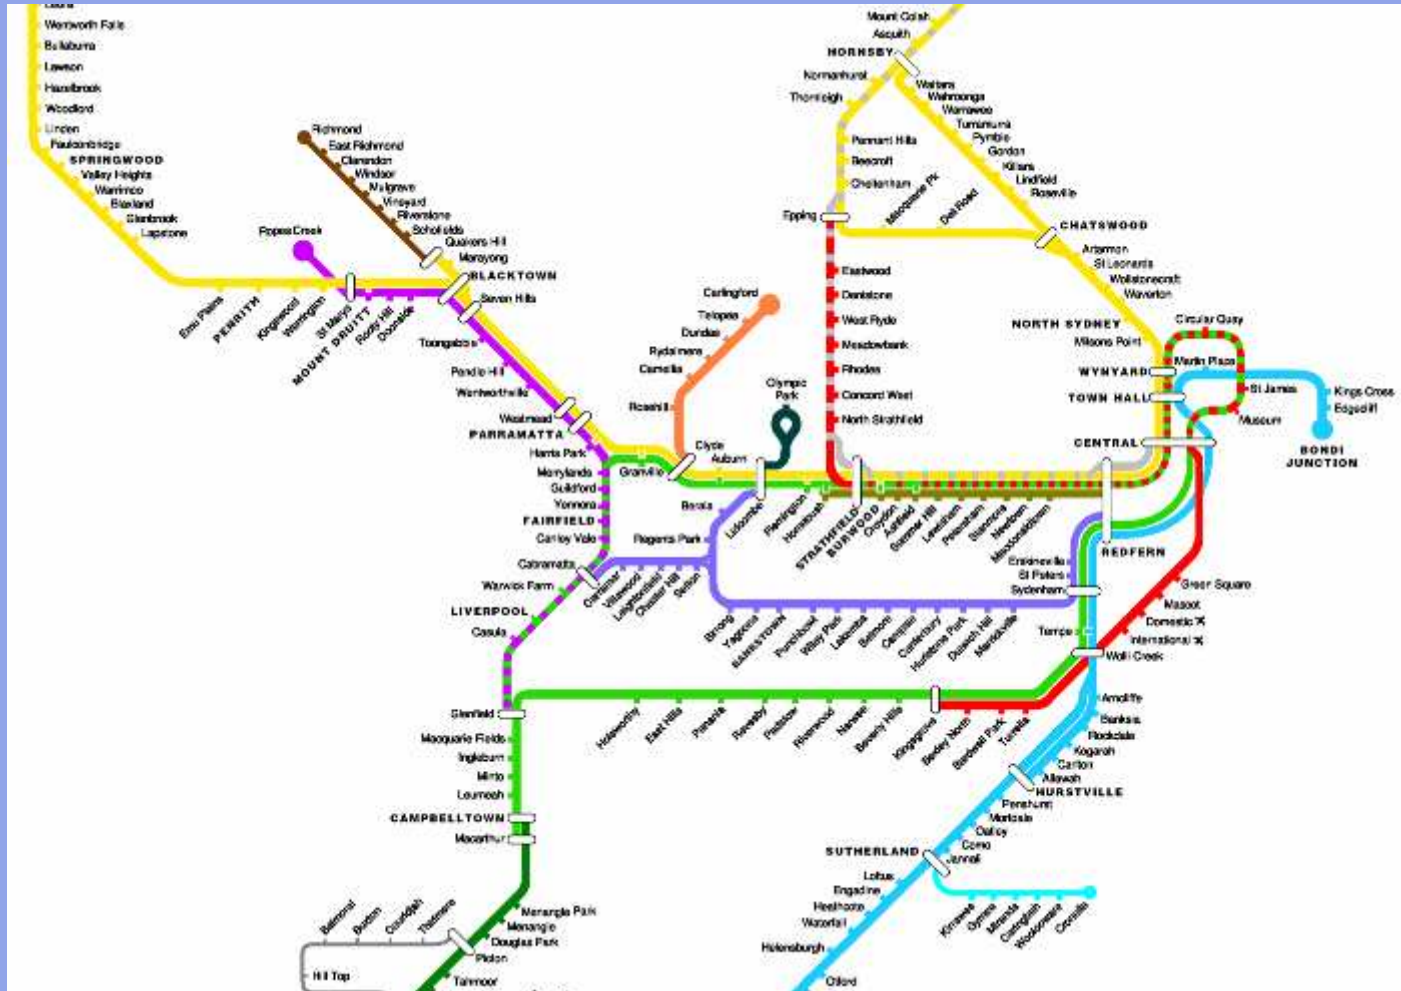 Wentworth Falls
Bullaburra
Lawson
Hazelbrook
Woodford
Linden
Faulconbridge
SPRINGWOOD
Valley Heights
Warrimoo
Blaxland
Glenbrook
Lapstone
Emu Plains
PENRITH
Kingswood
Werrington
St Marys
MOUNT DRUITT
Rooty Hill
Doonside
Ropes Creek
Richmond
East Richmond
Clarendon
Windsor
Mulgrave
Vineyard
Riverstone
Schofields
Quakers Hill
Marayong
BLACKTOWN
Seven Hills
Toongabbie
Pendle Hill
Wentworthville
Westmead
PARRAMATTA
Harris Park
Merrylands
Guildford
Yennora
FAIRFIELD
Canley Vale
Cabramatta
Warwick Farm
LIVERPOOL
Casula
Glenfield
Macquarie Fields
Ingleburn
Minto
Leumeah
CAMPBELLTOWN
Macarthur
Menangle Park
Menangle
Douglas Park
Picton
Tahmoor
Thirlmere
Couridjah
Buxton
Balmoral
Hill Top
Carlingford
Telopea
Dundas
Rydalmere
Camellia
Rosehill
Clyde
Granville
Auburn
Olympic
Park
Lidcombe
Berala
Regents Park
Carramar
Villawood
Leightonfield
Chester Hill
Sefton
Birrong
Yagoona
BANKSTOWN
Punchbowl
Wiley Park
Lakemba
Belmore
Campsie
Canterbury
Hurlstone Park
Dulwich Hill
Marrickville
Flemington
Homebush
STRATHFIELD
BURWOOD
Croydon
Ashfield
Summer Hill
Lewisham
Petersham
Stanmore
Newtown
Macdonaldtown
REDFERN
Erskineville
St Peters
Sydenham
Tempe
Wolli Creek
Mount Colah
Asquith
HORNSBY
Normanhurst
Thornleigh
Pennant Hills
Beecroft
Cheltenham
Epping
Macquarie Pk
Delhi Road
Eastwood
Denistone
West Ryde
Meadowbank
Rhodes
Concord West
North Strathfield
Waitara
Wahroonga
Warrawee
Turramurra
Pymble
Gordon
Killara
Lindfield
Roseville
CHATSWOOD
Artarmon
St Leonards
Wollstonecraft
Waverton
NORTH SYDNEY
Milsons Point
WYNYARD
TOWN HALL
CENTRAL
Circular Quay
Martin Place
St James
Museum
Kings Cross
Edgecliff
BONDI
JUNCTION
Green Square
Mascot
Domestic
International
Holsworthy
East Hills
Panania
Revesby
Padstow
Riverwood
Narwee
Beverly Hills
Kingsgrove
Bexley North
Bardwell Park
Turrella
Arncliffe
Banksia
Rockdale
Kogarah
Carlton
Allawah
HURSTVILLE
Penshurst
Mortdale
Oatley
Como
Jannali
SUTHERLAND
Loftus
Engadine
Heathcote
Waterfall
Helensburgh
Otford
Kirrawee
Gymea
Miranda
Caringbah
Woolooware
Cronulla